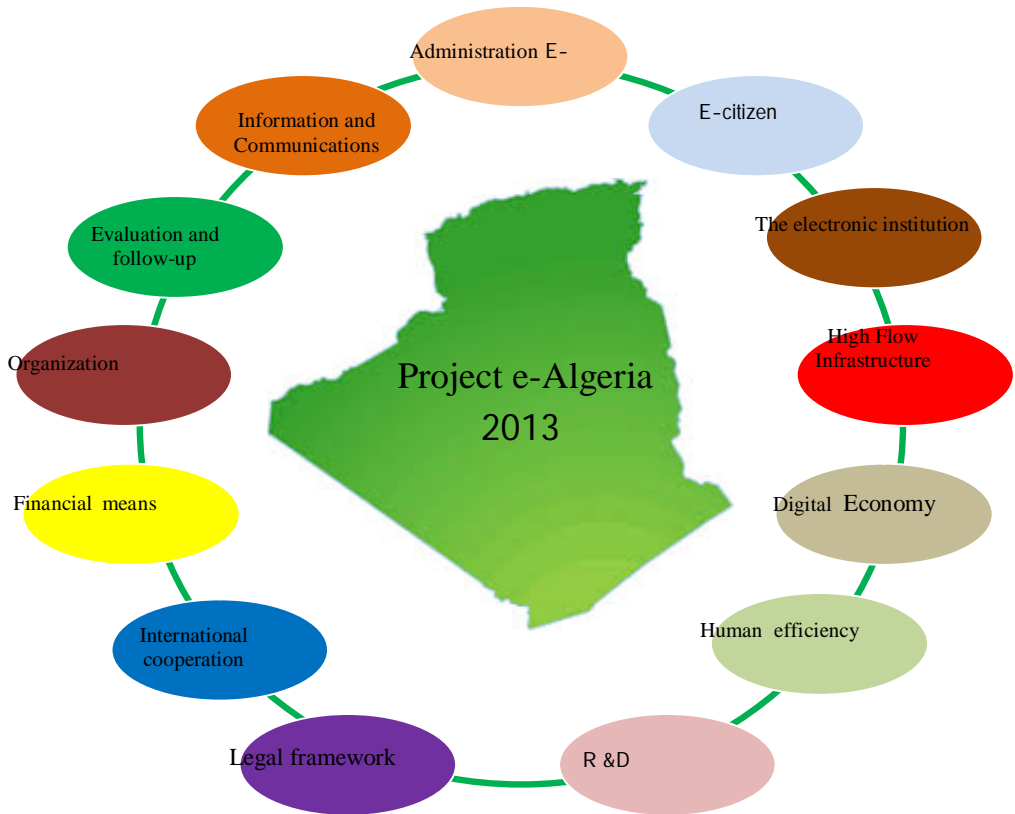 Administration E-
E-citizen
The electronic institution
High Flow
Infrastructure
Digital Economy
Human efficiency
R &D
Legal framework
International
cooperation
Financial means
Organization
Evaluation and
follow-up
Information and
Communications
Project e-Algeria
2013